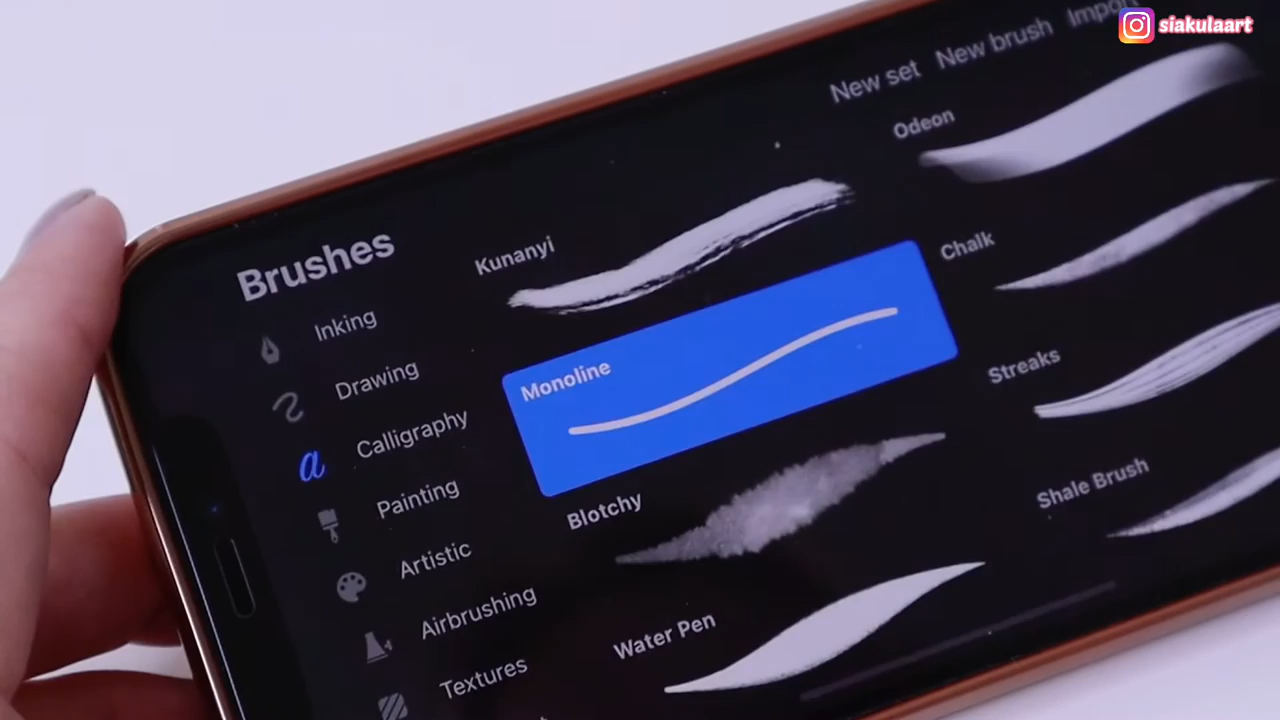 siakulaart
New set
New brush
Import
Brushes
Inking
Drawing
Calligraphy
Painting
Artistic
Airbrushing
Textures
Kunanyi
Monoline
Blotchy
Water Pen
Odeon
Chalk
Streaks
Shale Brush